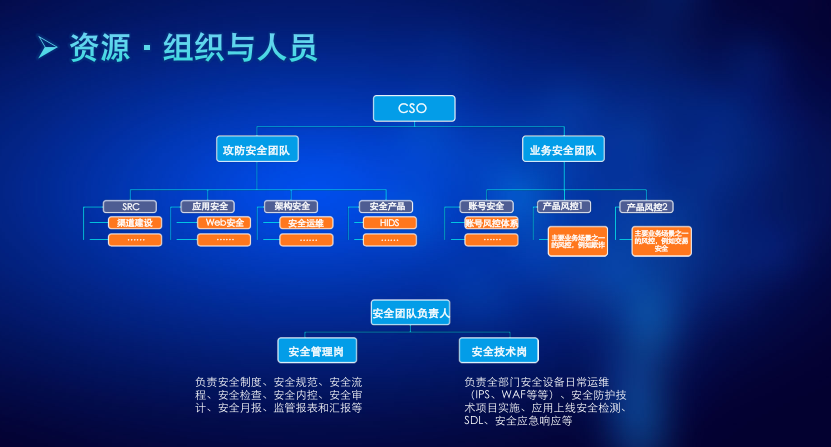 ➢ 资源·组织与人员
CSO
攻防安全团队
业务安全团队
SRC
应用安全
架构安全
安全产品
账号安全
产品风控1
产品风控2
渠道建设
Web安全
安全运维
HIDS
账号风控体系
主要业务场景之一
的风控，例如欺诈
主要业务场景之一
的风控，例如交易
安全
……
……
……
……
……
安全团队负责人
安全管理岗
安全技术岗
负责安全制度、安全规范、安全流
程、安全检查、安全内控、安全审
计、安全月报、监管报表和汇报等
负责全部门安全设备日常运维
（IPS、WAF等等）、安全防护技
术项目实施、应用上线安全检测、
SDL、安全应急响应等